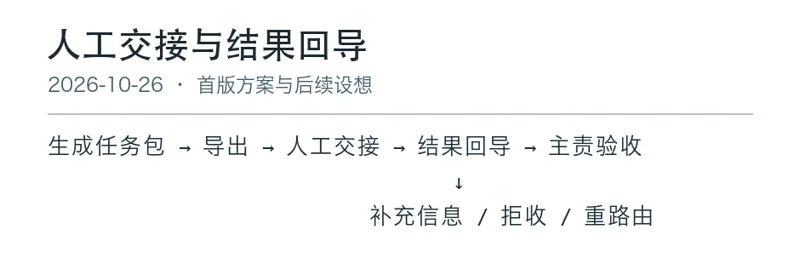 人工交接与结果回导
2026-10-26 · 首版方案与后续设想
生成任务包 → 导出 → 人工交接 → 结果回导 → 主责验收
↓
补充信息 / 拒收 / 重路由